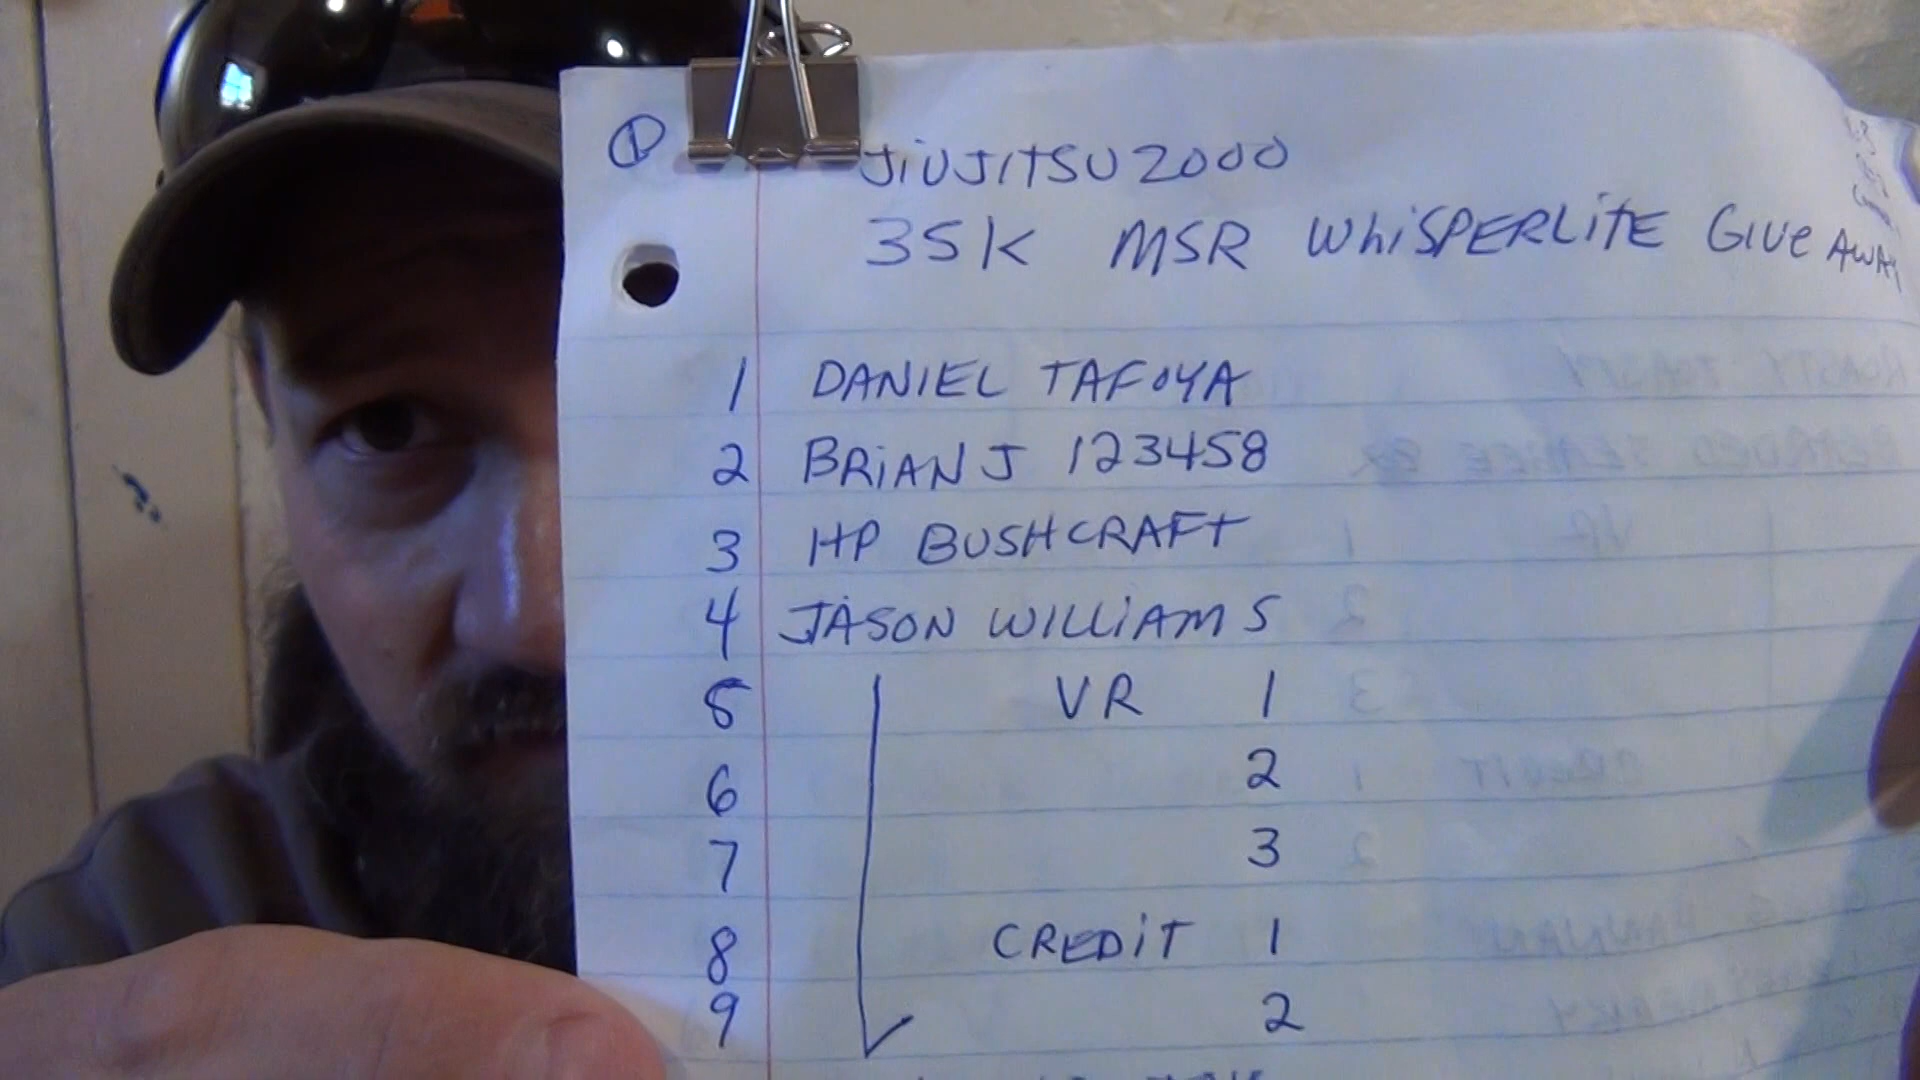 1
JIUJITSU2000
35K MSR WHISPERLITE GIVE AWAY
1 DANIEL TAFOYA
2 BRIAN J 123458
3 HP BUSHCRAFT
4 JASON WILLIAMS
5 VR 1
6 2
7 3
8 CREDIT 1
9 2